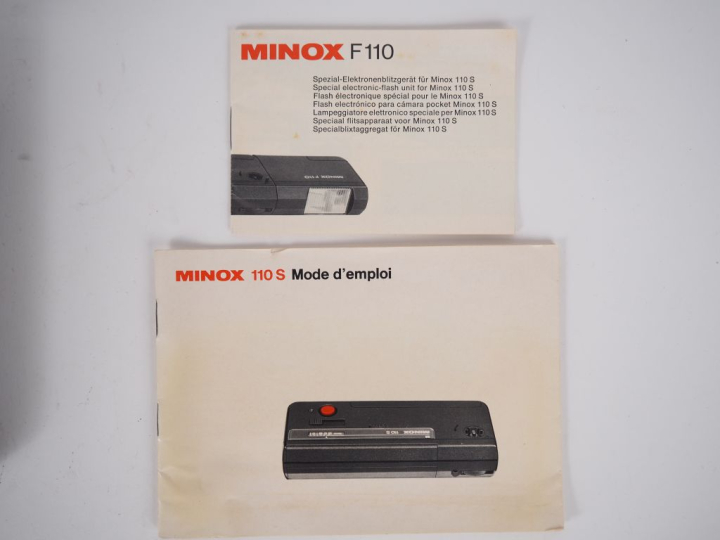 MINOX F 110
Spezial-Elektronenblitzgerät für Minox 110 S
Special electronic-flash unit for Minox 110 S
Flash électronique spécial pour le Minox 110 S
Flash electrónico para cámara pocket Minox 110 S
Lampeggiatore elettronico speciale per Minox 110 S
Speciaal flitsapparaat voor Minox 110 S
Specialblixtaggregat för Minox 110 S
MINOX 110 S Mode d'emploi